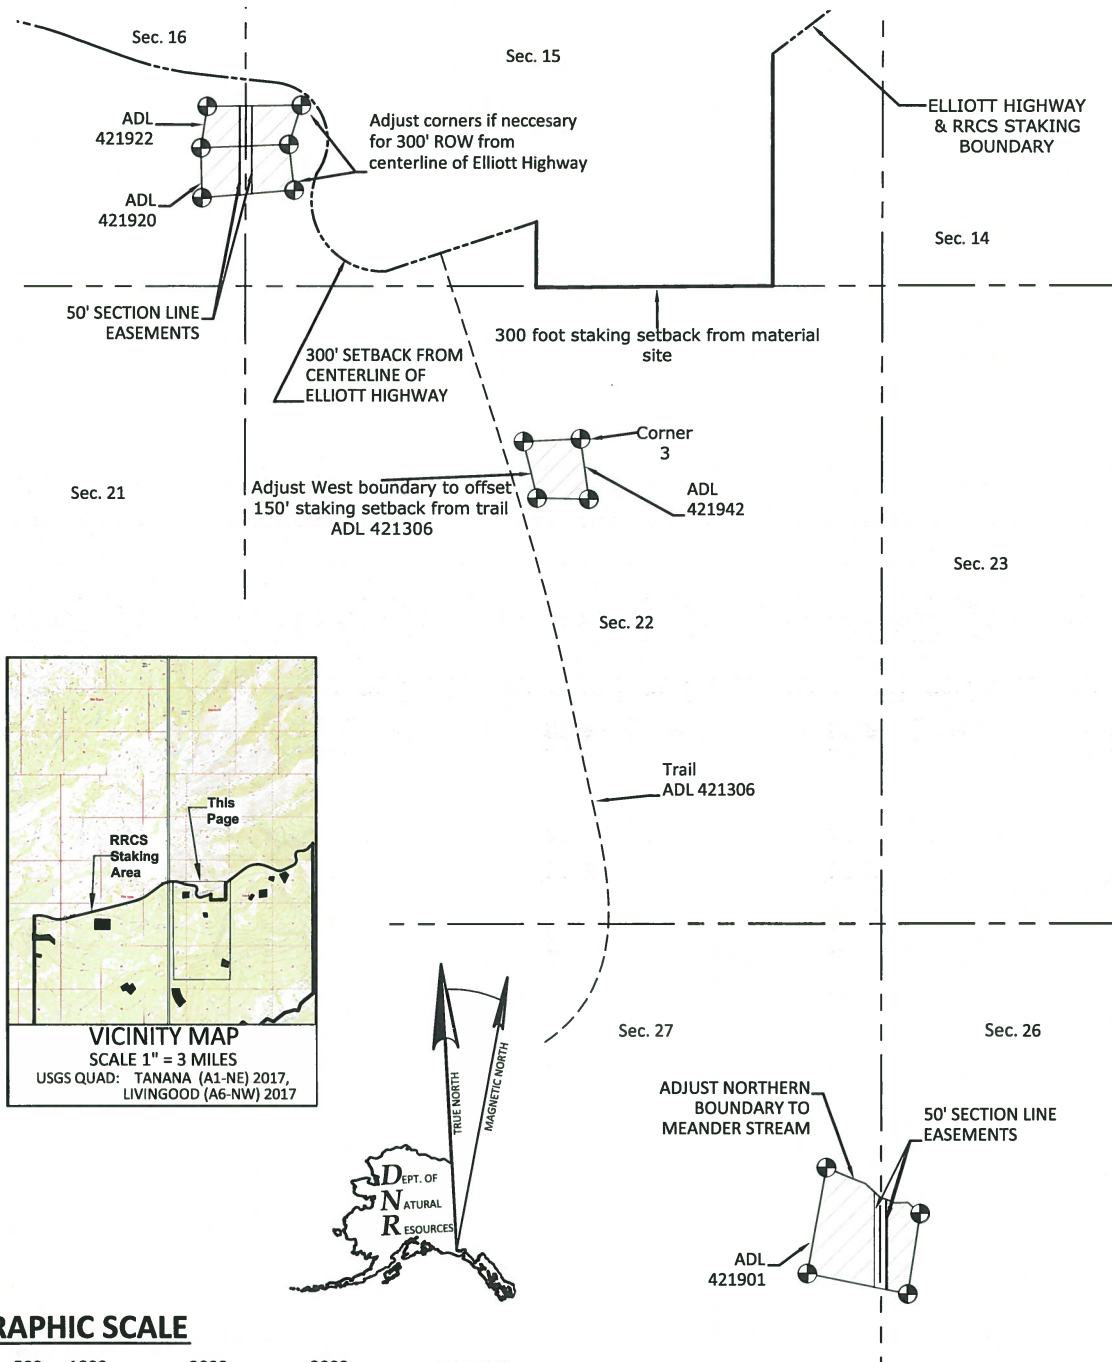 Sec. 16
Sec. 15
ADL
421922
Adjust corners if neccesary
for 300' ROW from
centerline of Elliott Highway
ELLIOTT HIGHWAY
& RRCS STAKING
BOUNDARY
ADL
421920
Sec. 14
50' SECTION LINE
EASEMENTS
300 foot staking setback from material
site
300' SETBACK FROM
CENTERLINE OF
ELLIOTT HIGHWAY
Corner
3
Sec. 21
Adjust West boundary to offset
150' staking setback from trail
ADL 421306
ADL
421942
Sec. 23
Sec. 22
Trail
ADL 421306
This
Page
RRCS
Staking
Area
VICINITY MAP
SCALE 1" = 3 MILES
USGS QUAD: TANANA (A1-NE) 2017,
LIVINGOOD (A6-NW) 2017
Sec. 27
Sec. 26
TRUE NORTH
MAGNETIC NORTH
ADJUST NORTHERN
BOUNDARY TO
MEANDER STREAM
50' SECTION LINE
EASEMENTS
DEPT. OF
NATURAL
RESOURCES
ADL
421901
RAPHIC SCALE